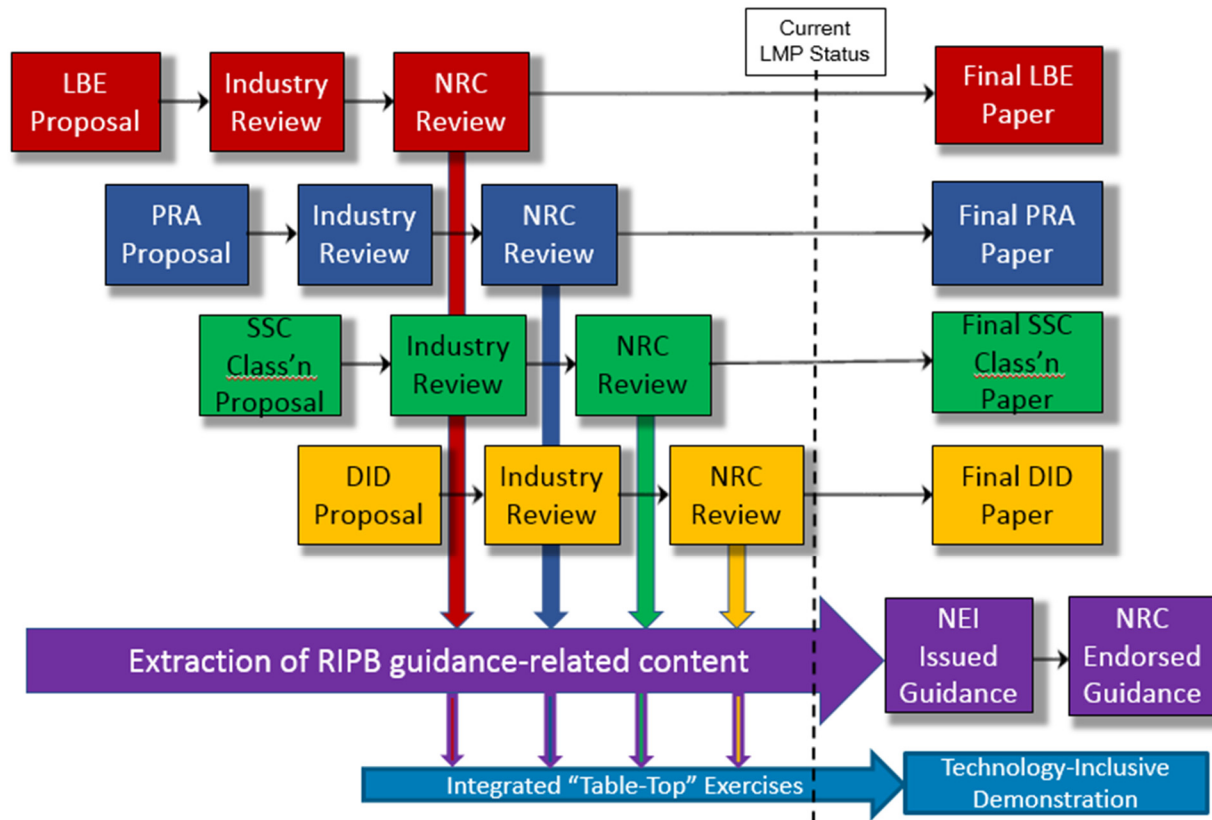 Current
LMP Status
LBE
Proposal
Industry
Review
NRC
Review
Final LBE
Paper
PRA
Proposal
Industry
Review
NRC
Review
Final PRA
Paper
SSC
Class'n
Proposal
Industry
Review
NRC
Review
Final SSC
Class'n
Paper
DID
Proposal
Industry
Review
NRC
Review
Final DID
Paper
Extraction of RIPB guidance-related content
NEI
Issued
Guidance
NRC
Endorsed
Guidance
Integrated “Table-Top” Exercises
Technology-Inclusive
Demonstration